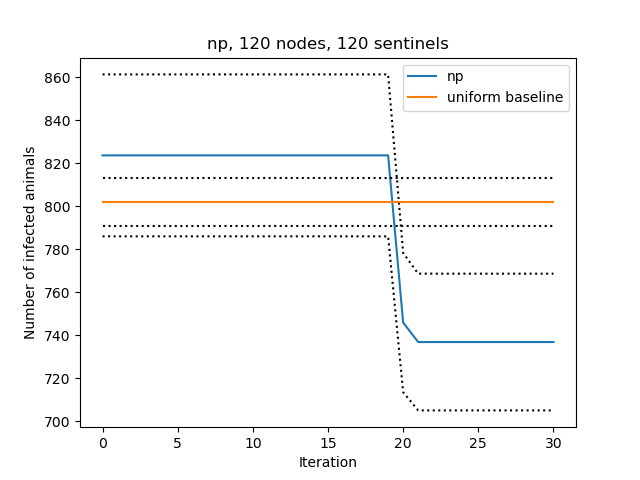 np, 120 nodes, 120 sentinels
np
uniform baseline
Number of infected animals
860
840
820
800
780
760
740
720
700
0 5 10 15 20 25 30
Iteration